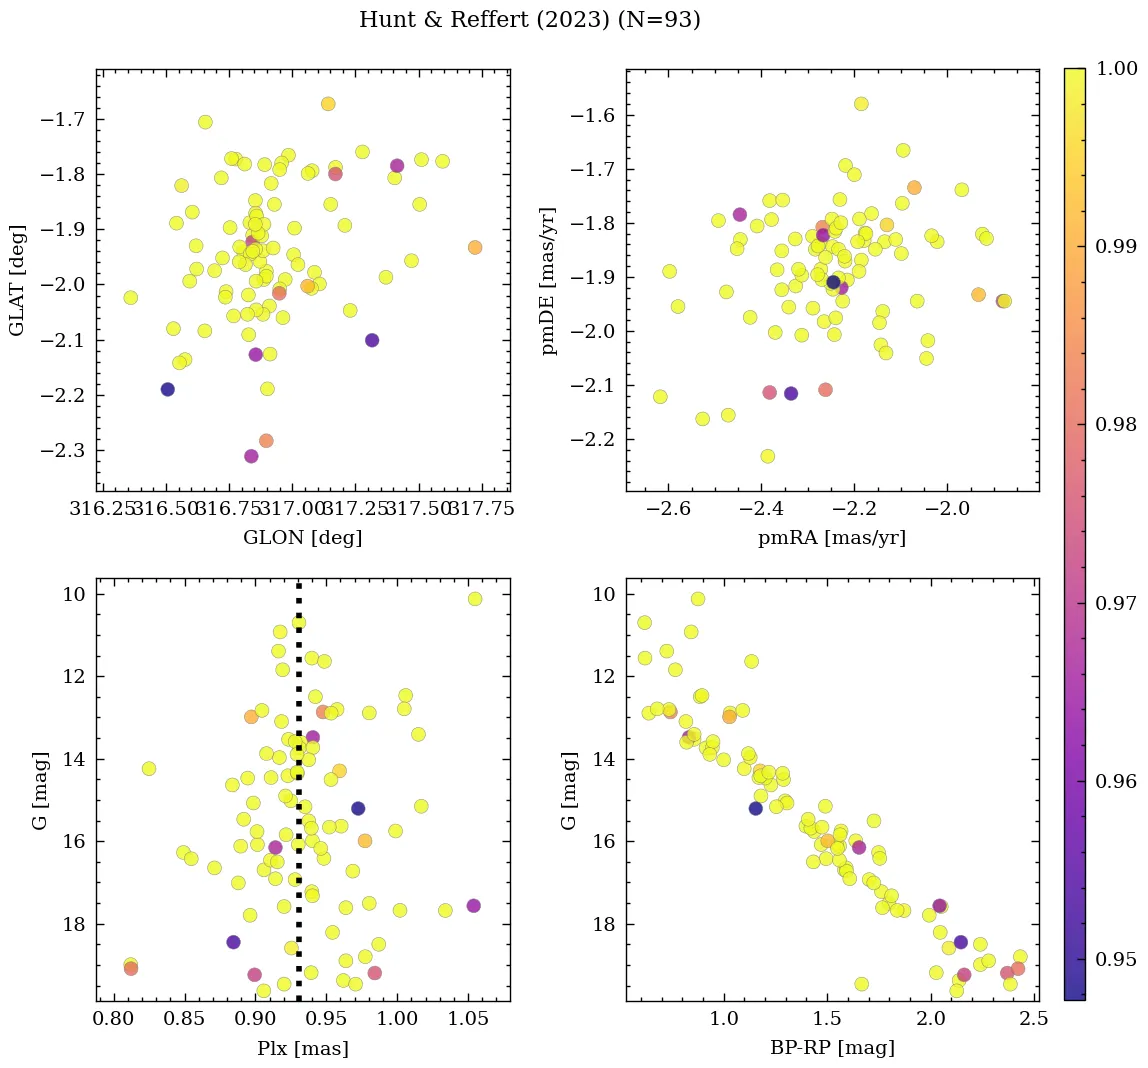 Hunt & Reffert (2023) (N=93)
−1.7
−1.8
−1.9
−2.0
−2.1
−2.2
−2.3
GLAT [deg]
316.25 316.50 316.75 317.00 317.25 317.50 317.75
GLON [deg]
−1.6
−1.7
−1.8
−1.9
−2.0
−2.1
−2.2
pmDE [mas/yr]
−2.6 −2.4 −2.2 −2.0
pmRA [mas/yr]
10
12
14
16
18
G [mag]
0.80 0.85 0.90 0.95 1.00 1.05
Plx [mas]
10
12
14
16
18
G [mag]
1.0 1.5 2.0 2.5
BP-RP [mag]
1.00
0.99
0.98
0.97
0.96
0.95